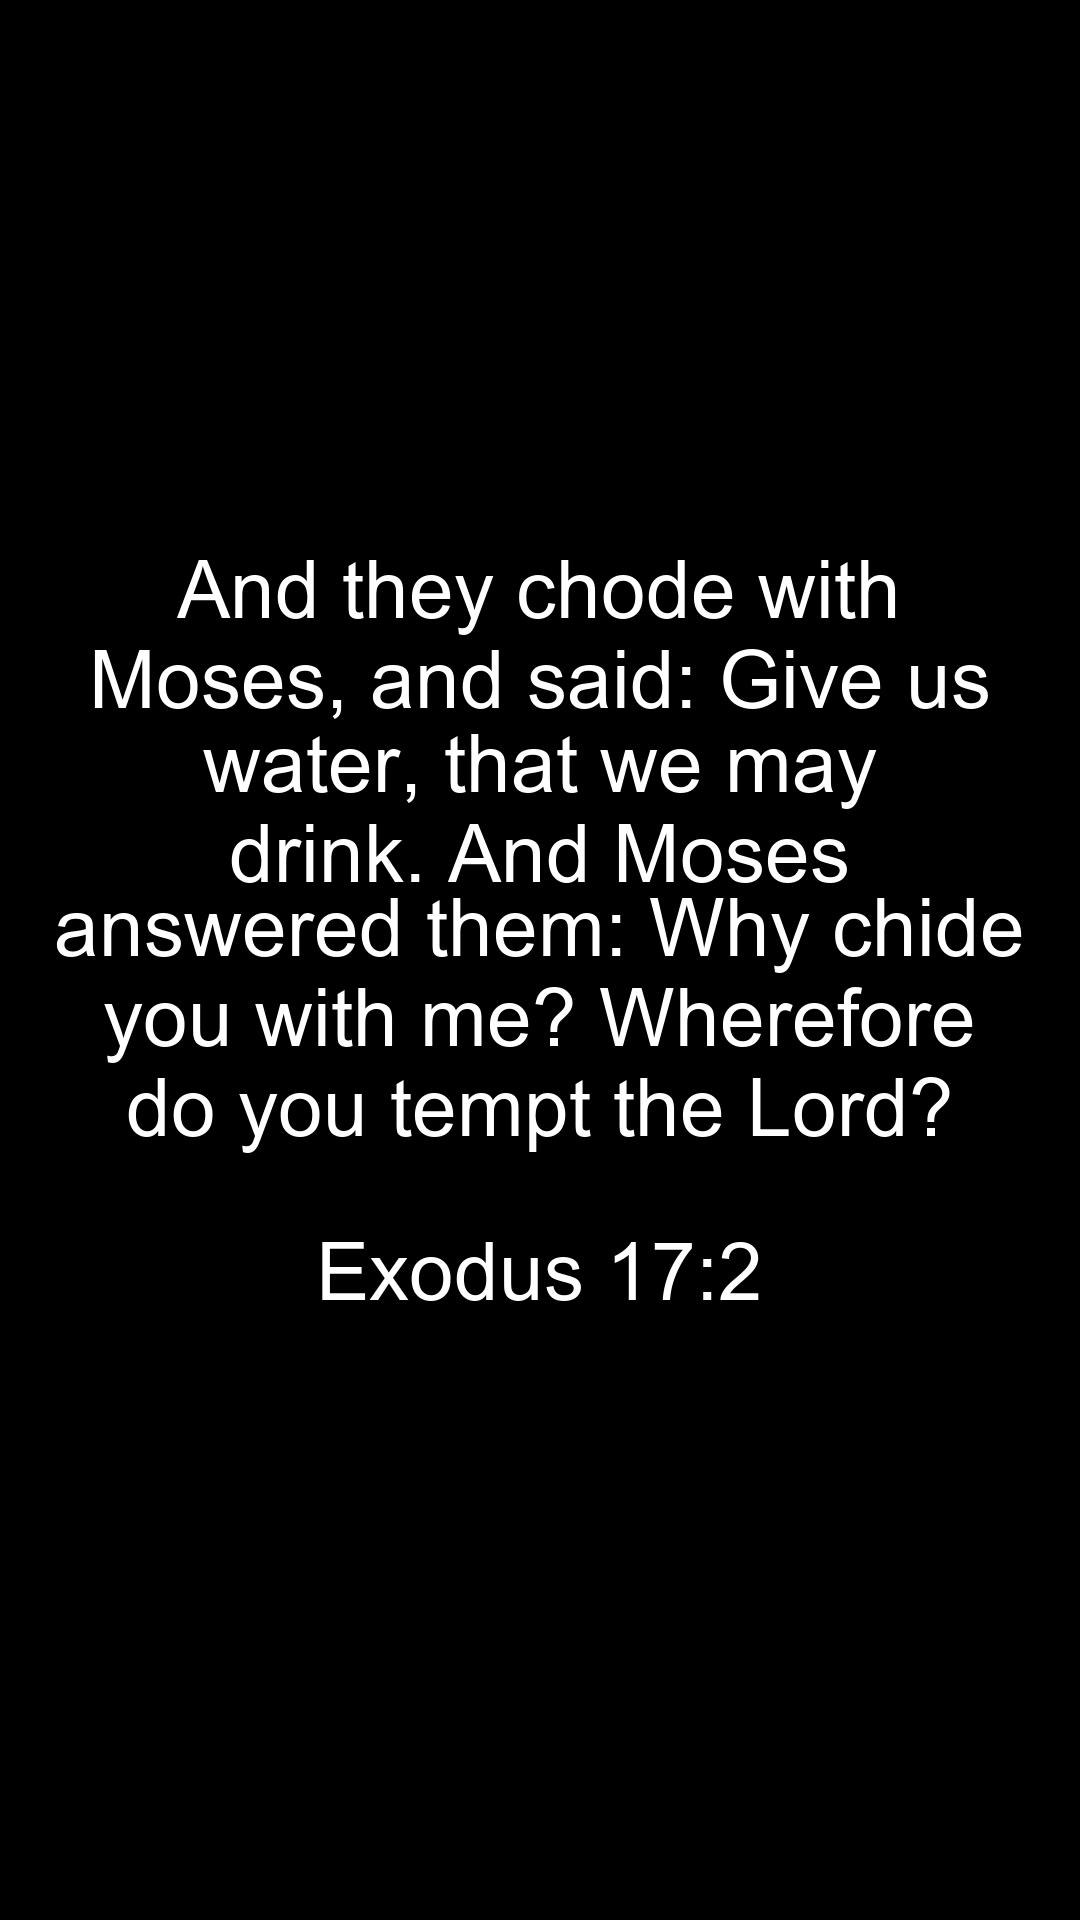 And they chode with
Moses, and said: Give us
water, that we may
drink. And Moses
answered them: Why chide
you with me? Wherefore
do you tempt the Lord?
Exodus 17:2